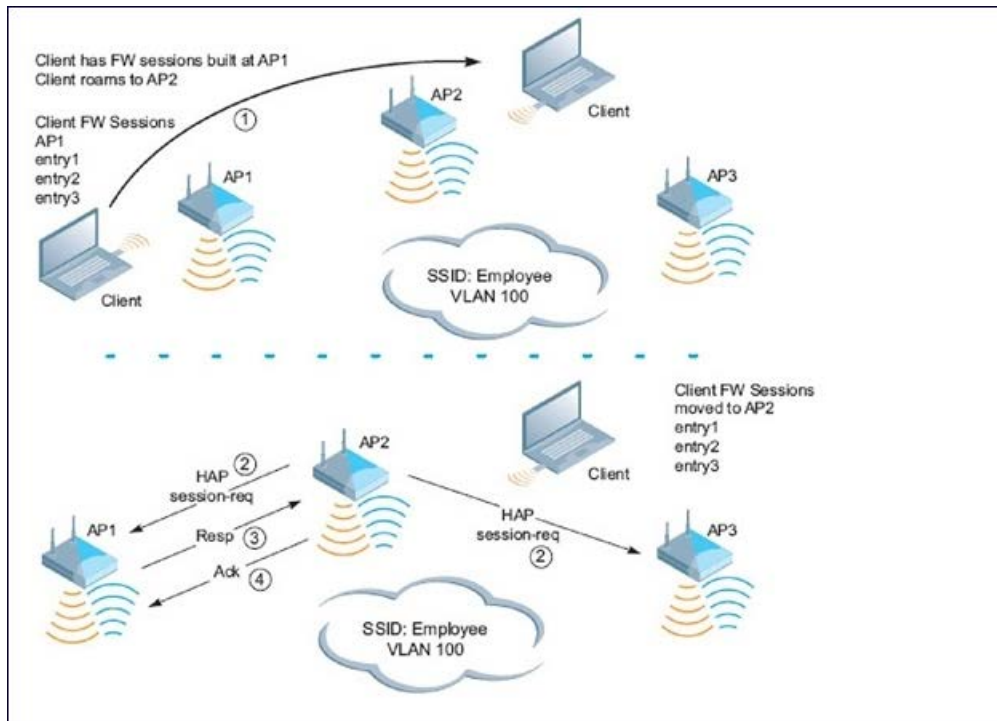 Client has FW sessions built at AP1
Client roams to AP2
Client FW Sessions
AP1
entry1
entry2
entry3
1
AP2
Client
AP1
AP3
Client
SSID: Employee
VLAN 100
Client FW Sessions
moved to AP2
entry1
entry2
entry3
AP2
Client
2
HAP
session-req
HAP
session-req
2
AP1
Resp 3
Ack 4
AP3
SSID: Employee
VLAN 100